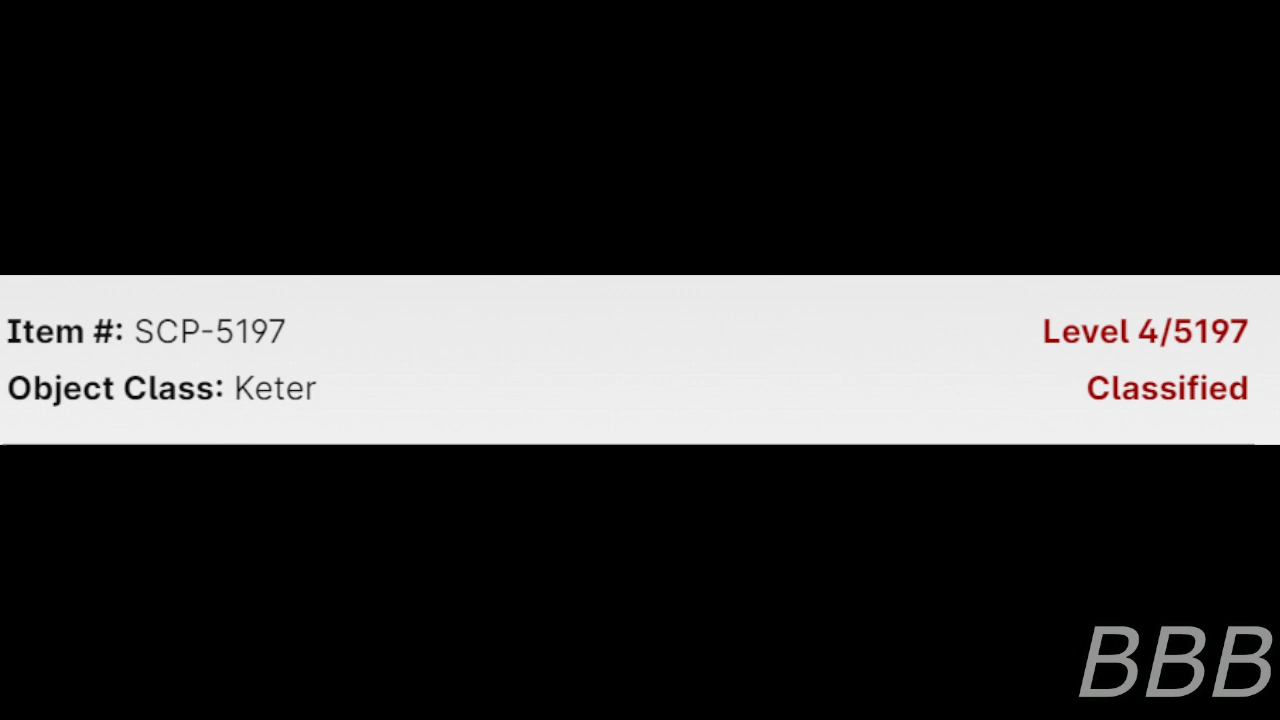 Item #: SCP-5197
Level 4/5197
Object Class: Keter
Classified
BBB